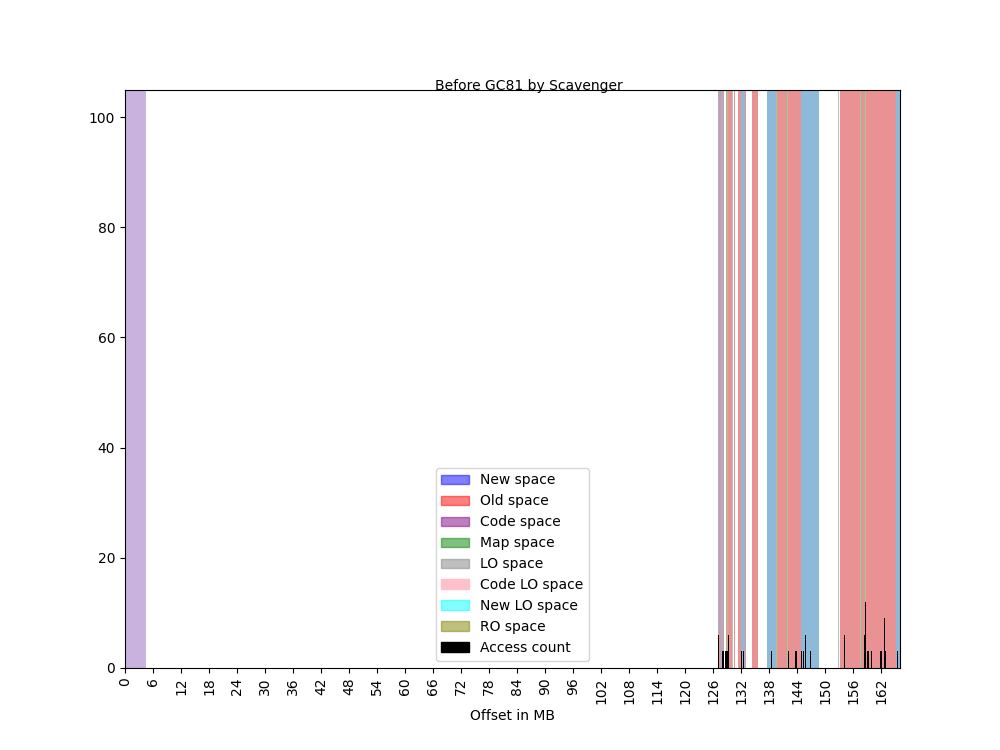 Before GC81 by Scavenger
100
80
60
40
20
0
New space
Old space
Code space
Map space
LO space
Code LO space
New LO space
RO space
Access count
0 6 12 18 24 30 36 42 48 54 60 66 72 78 84 90 96 102 108 114 120 126 132 138 144 150 156 162
Offset in MB